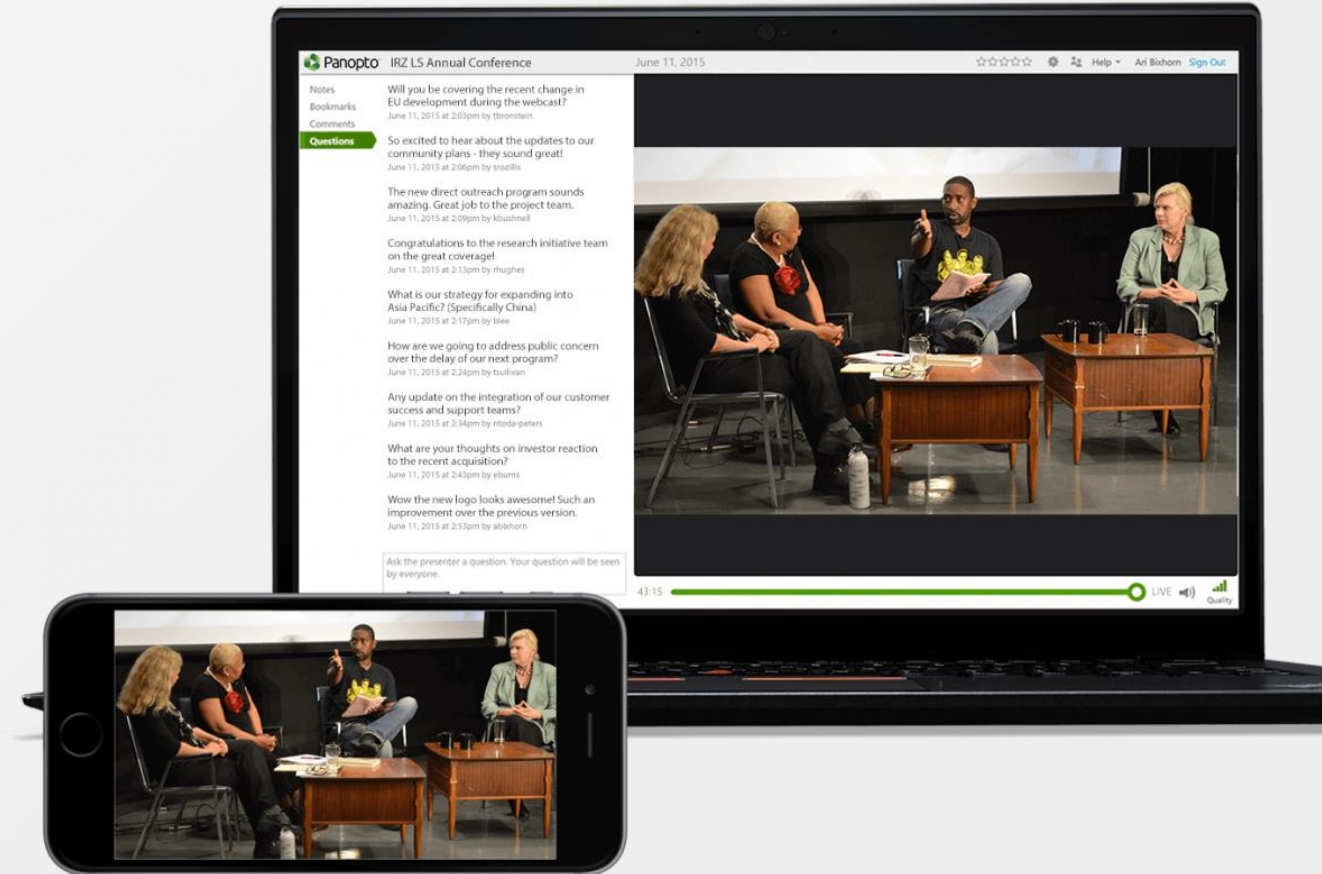 Panopto IRZ LS Annual Conference June 11, 2015 Help Ari Bixhorn Sign Out
Notes
Bookmarks
Comments
Questions
Will you be covering the recent change in
EU development during the webcast?
June 11, 2015 at 2:03pm by tbronstein
So excited to hear about the updates to our
community plans - they sound great!
June 11, 2015 at 2:06pm by srozillis
The new direct outreach program sounds
amazing. Great job to the project team.
June 11, 2015 at 2:09pm by kbushnell
Congratulations to the research initiative team
on the great coverage!
June 11, 2015 at 2:13pm by rhughes
What is our strategy for expanding into
Asia Pacific? (Specifically China)
June 11, 2015 at 2:17pm by blee
How are we going to address public concern
over the delay of our next program?
June 11, 2015 at 2:24pm by tsullivan
Any update on the integration of our customer
success and support teams?
June 11, 2015 at 2:34pm by ntoda-peters
What are your thoughts on investor reaction
to the recent acquisition?
June 11, 2015 at 2:43pm by eburns
Wow the new logo looks awesome! Such an
improvement over the previous version.
June 11, 2015 at 2:53pm by abixhorn
Ask the presenter a question. Your question will be seen
by everyone.
43:15 LIVE
Quality